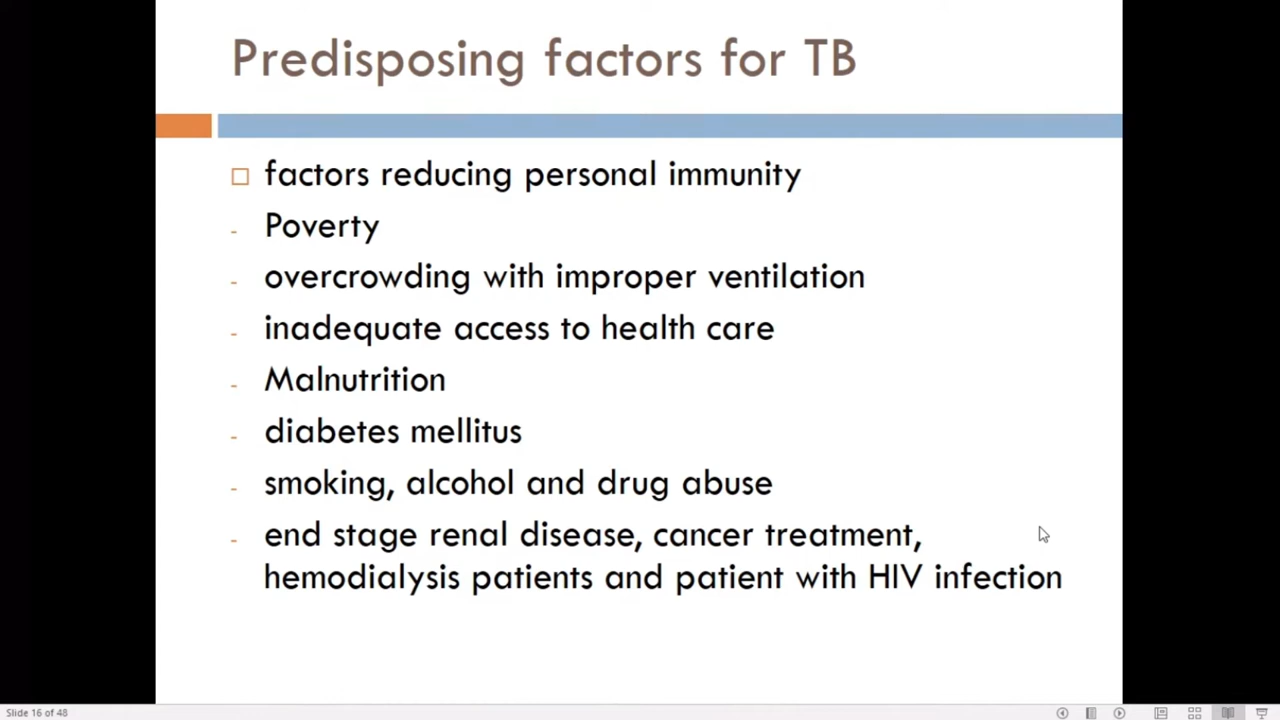 Predisposing factors for TB
factors reducing personal immunity
- Poverty
- overcrowding with improper ventilation
- inadequate access to health care
- Malnutrition
- diabetes mellitus
- smoking, alcohol and drug abuse
- end stage renal disease, cancer treatment,
hemodialysis patients and patient with HIV infection
Slide 16 of 48